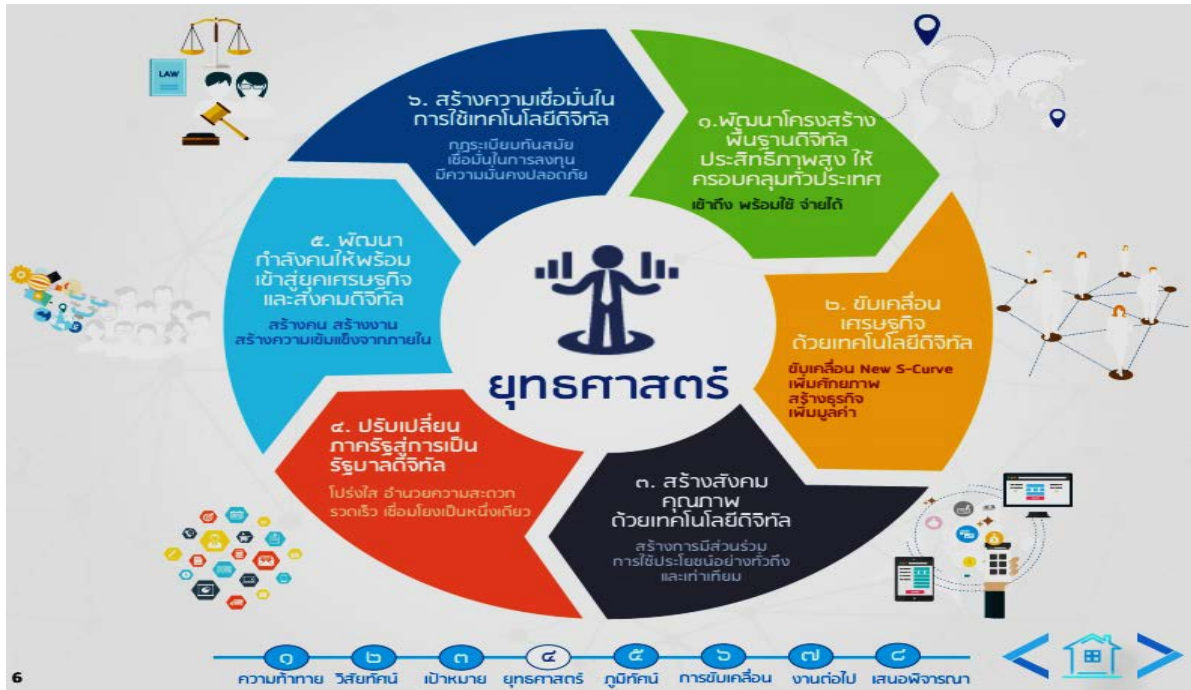 LAW
๖. สร้างความเชื่อมั่นใน
การใช้เทคโนโลยีดิจิทัล
กฎระเบียบทันสมัย
เชื่อมั่นในการลงทุน
มีความมั่นคงปลอดภัย
๑.พัฒนาโครงสร้าง
พื้นฐานดิจิทัล
ประสิทธิภาพสูง ให้
ครอบคลุมทั่วประเทศ
เข้าถึง พร้อมใช้ จ่ายได้
๒. ขับเคลื่อน
เศรษฐกิจ
ด้วยเทคโนโลยีดิจิทัล
ขับเคลื่อน New S-Curve
เพิ่มศักยภาพ
สร้างธุรกิจ
เพิ่มมูลค่า
๓. สร้างสังคม
คุณภาพ
ด้วยเทคโนโลยีดิจิทัล
สร้างการมีส่วนร่วม
การใช้ประโยชน์อย่างทั่วถึง
และเท่าเทียม
๔. ปรับเปลี่ยน
ภาครัฐสู่การเป็น
รัฐบาลดิจิทัล
โปร่งใส อำนวยความสะดวก
รวดเร็ว เชื่อมโยงเป็นหนึ่งเดียว
๕. พัฒนา
กำลังคนให้พร้อม
เข้าสู่ยุคเศรษฐกิจ
และสังคมดิจิทัล
สร้างคน สร้างงาน
สร้างความเข้มแข็งจากภายใน
ยุทธศาสตร์
๑ ๒ ๓ ๔ ๕ ๖ ๗ ๘
ความท้าทาย วิสัยทัศน์ เป้าหมาย ยุทธศาสตร์ ภูมิทัศน์ การขับเคลื่อน งานต่อไป เสนอพิจารณา
6